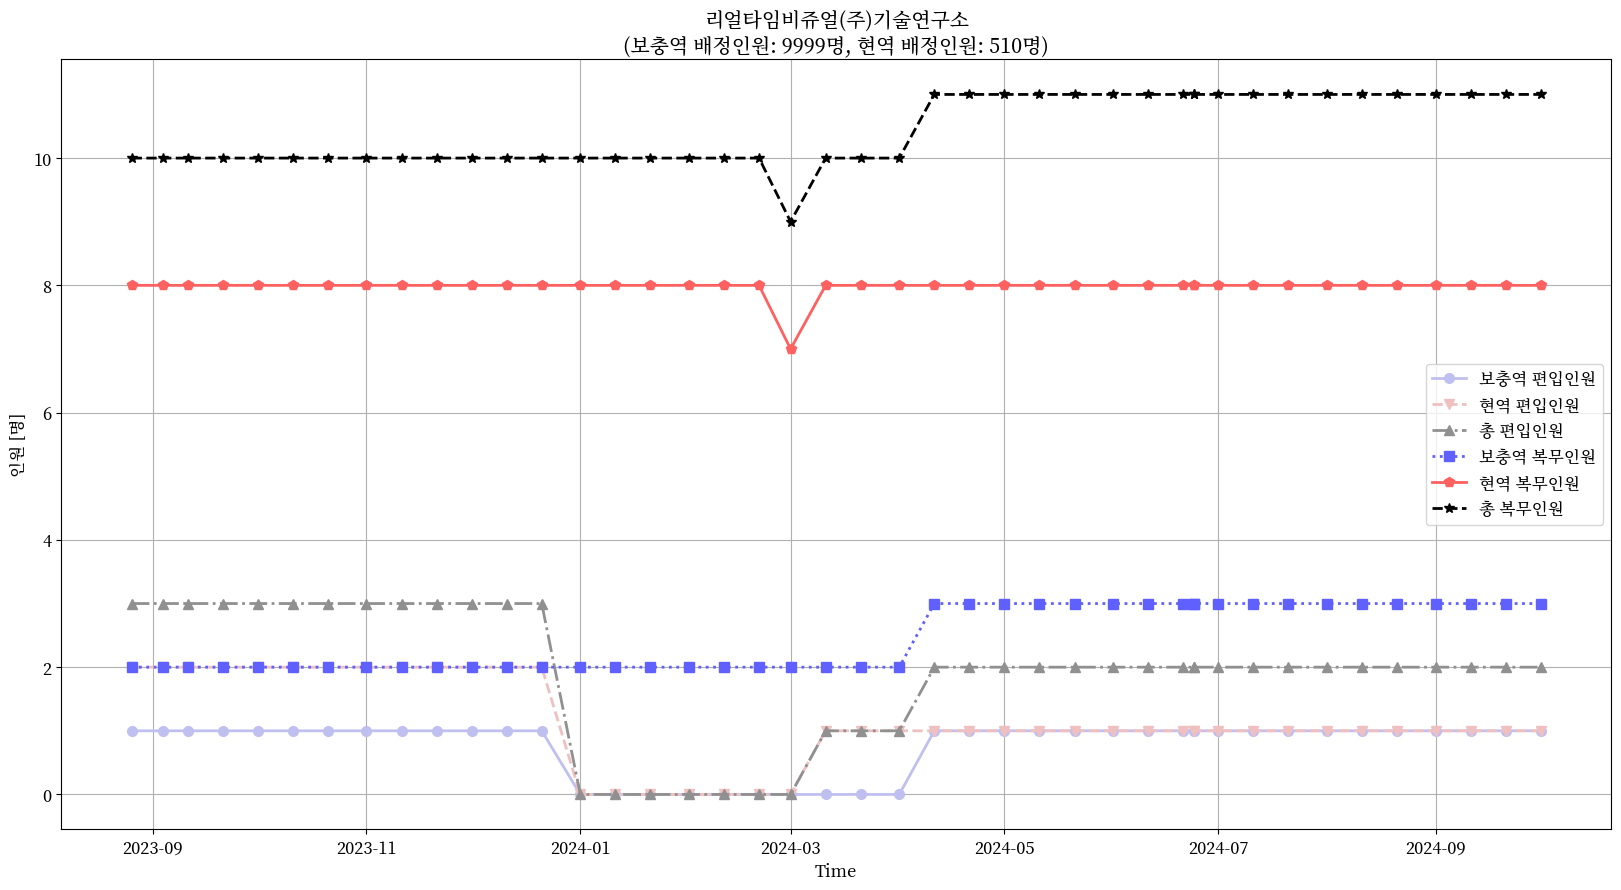 리얼타임비쥬얼(주)기술연구소
(보충역 배정인원: 9999명, 현역 배정인원: 510명)
인원 [명]
10
8
6
4
2
0
보충역 편입인원
현역 편입인원
총 편입인원
보충역 복무인원
현역 복무인원
총 복무인원
2023-09
2023-11
2024-01
2024-03
2024-05
2024-07
2024-09
Time